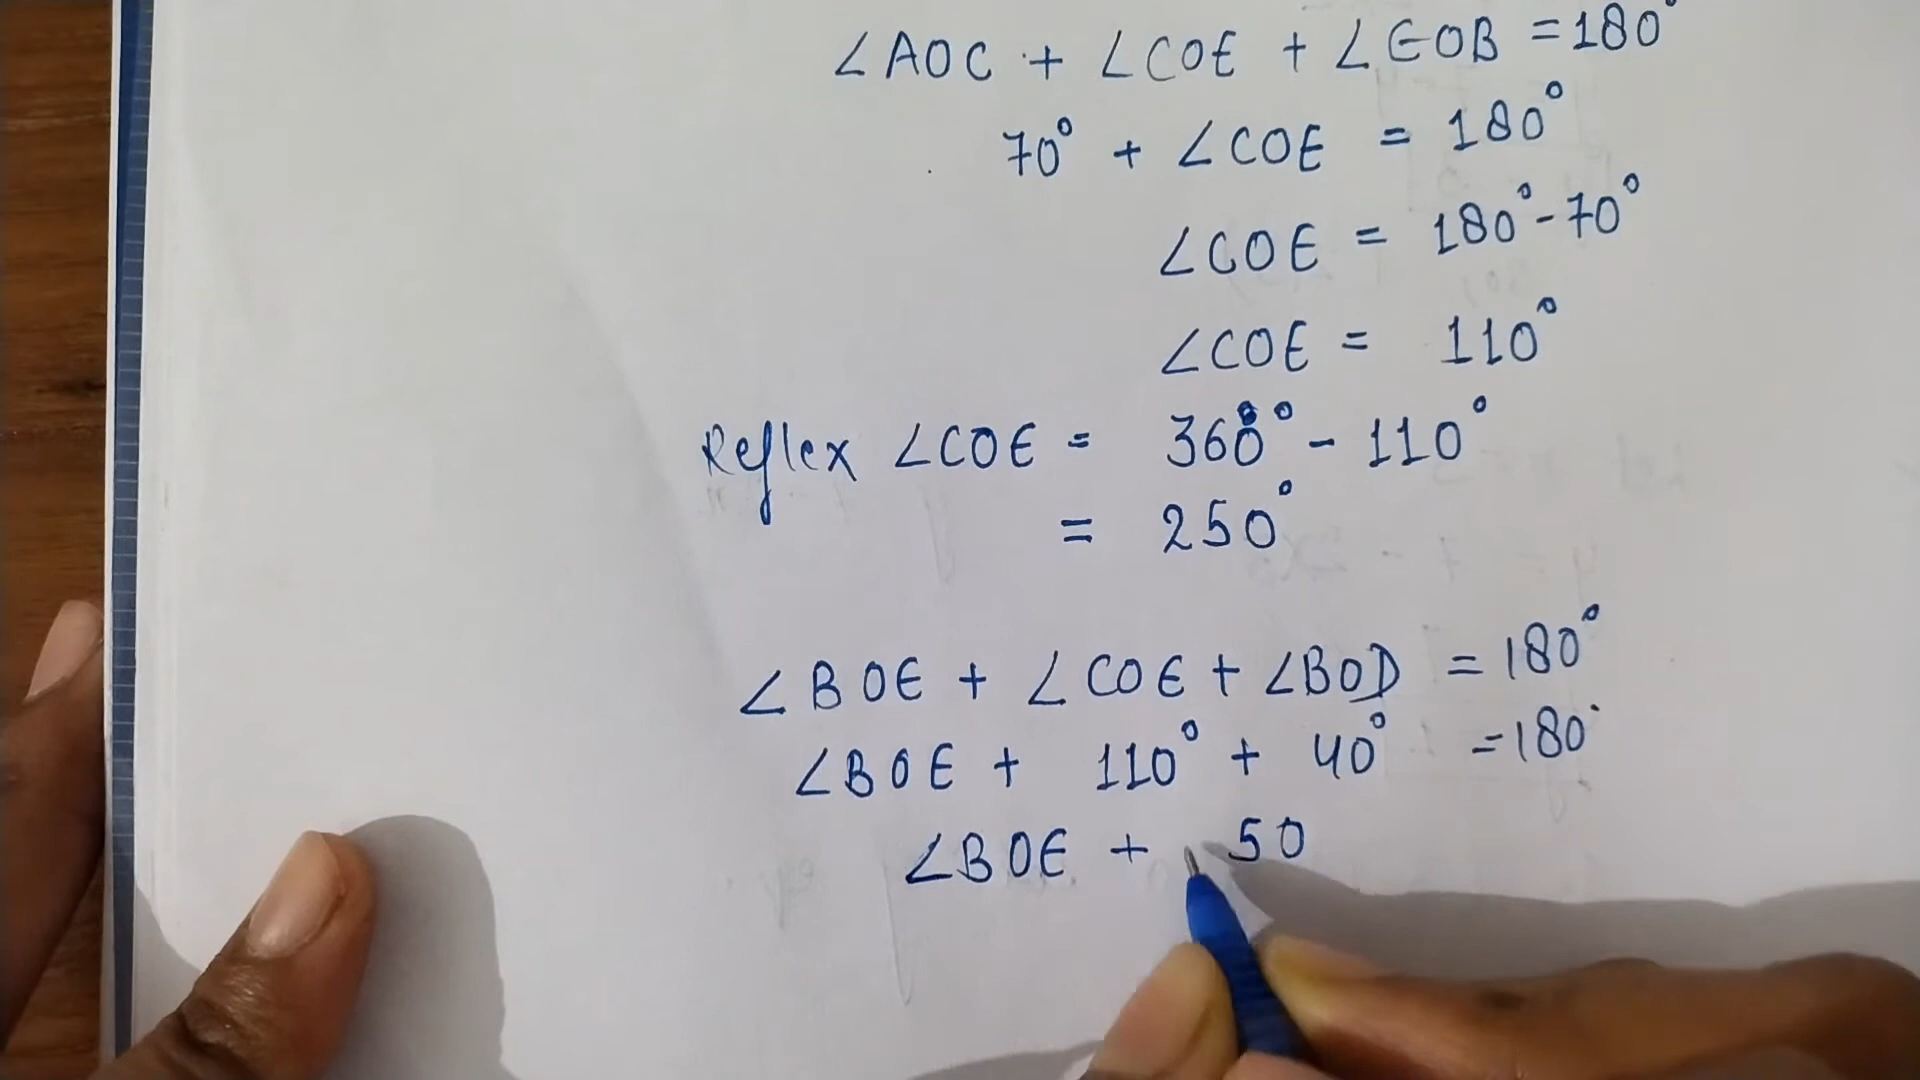 ∠AOC + ∠COE + ∠EOB = 180°
70° + ∠COE = 180°
∠COE = 180° - 70°
∠COE = 110°
Reflex ∠COE = 360° - 110°
= 250°
∠BOE + ∠COE + ∠BOD = 180°
∠BOE + 110° + 40° = 180°
∠BOE + 50